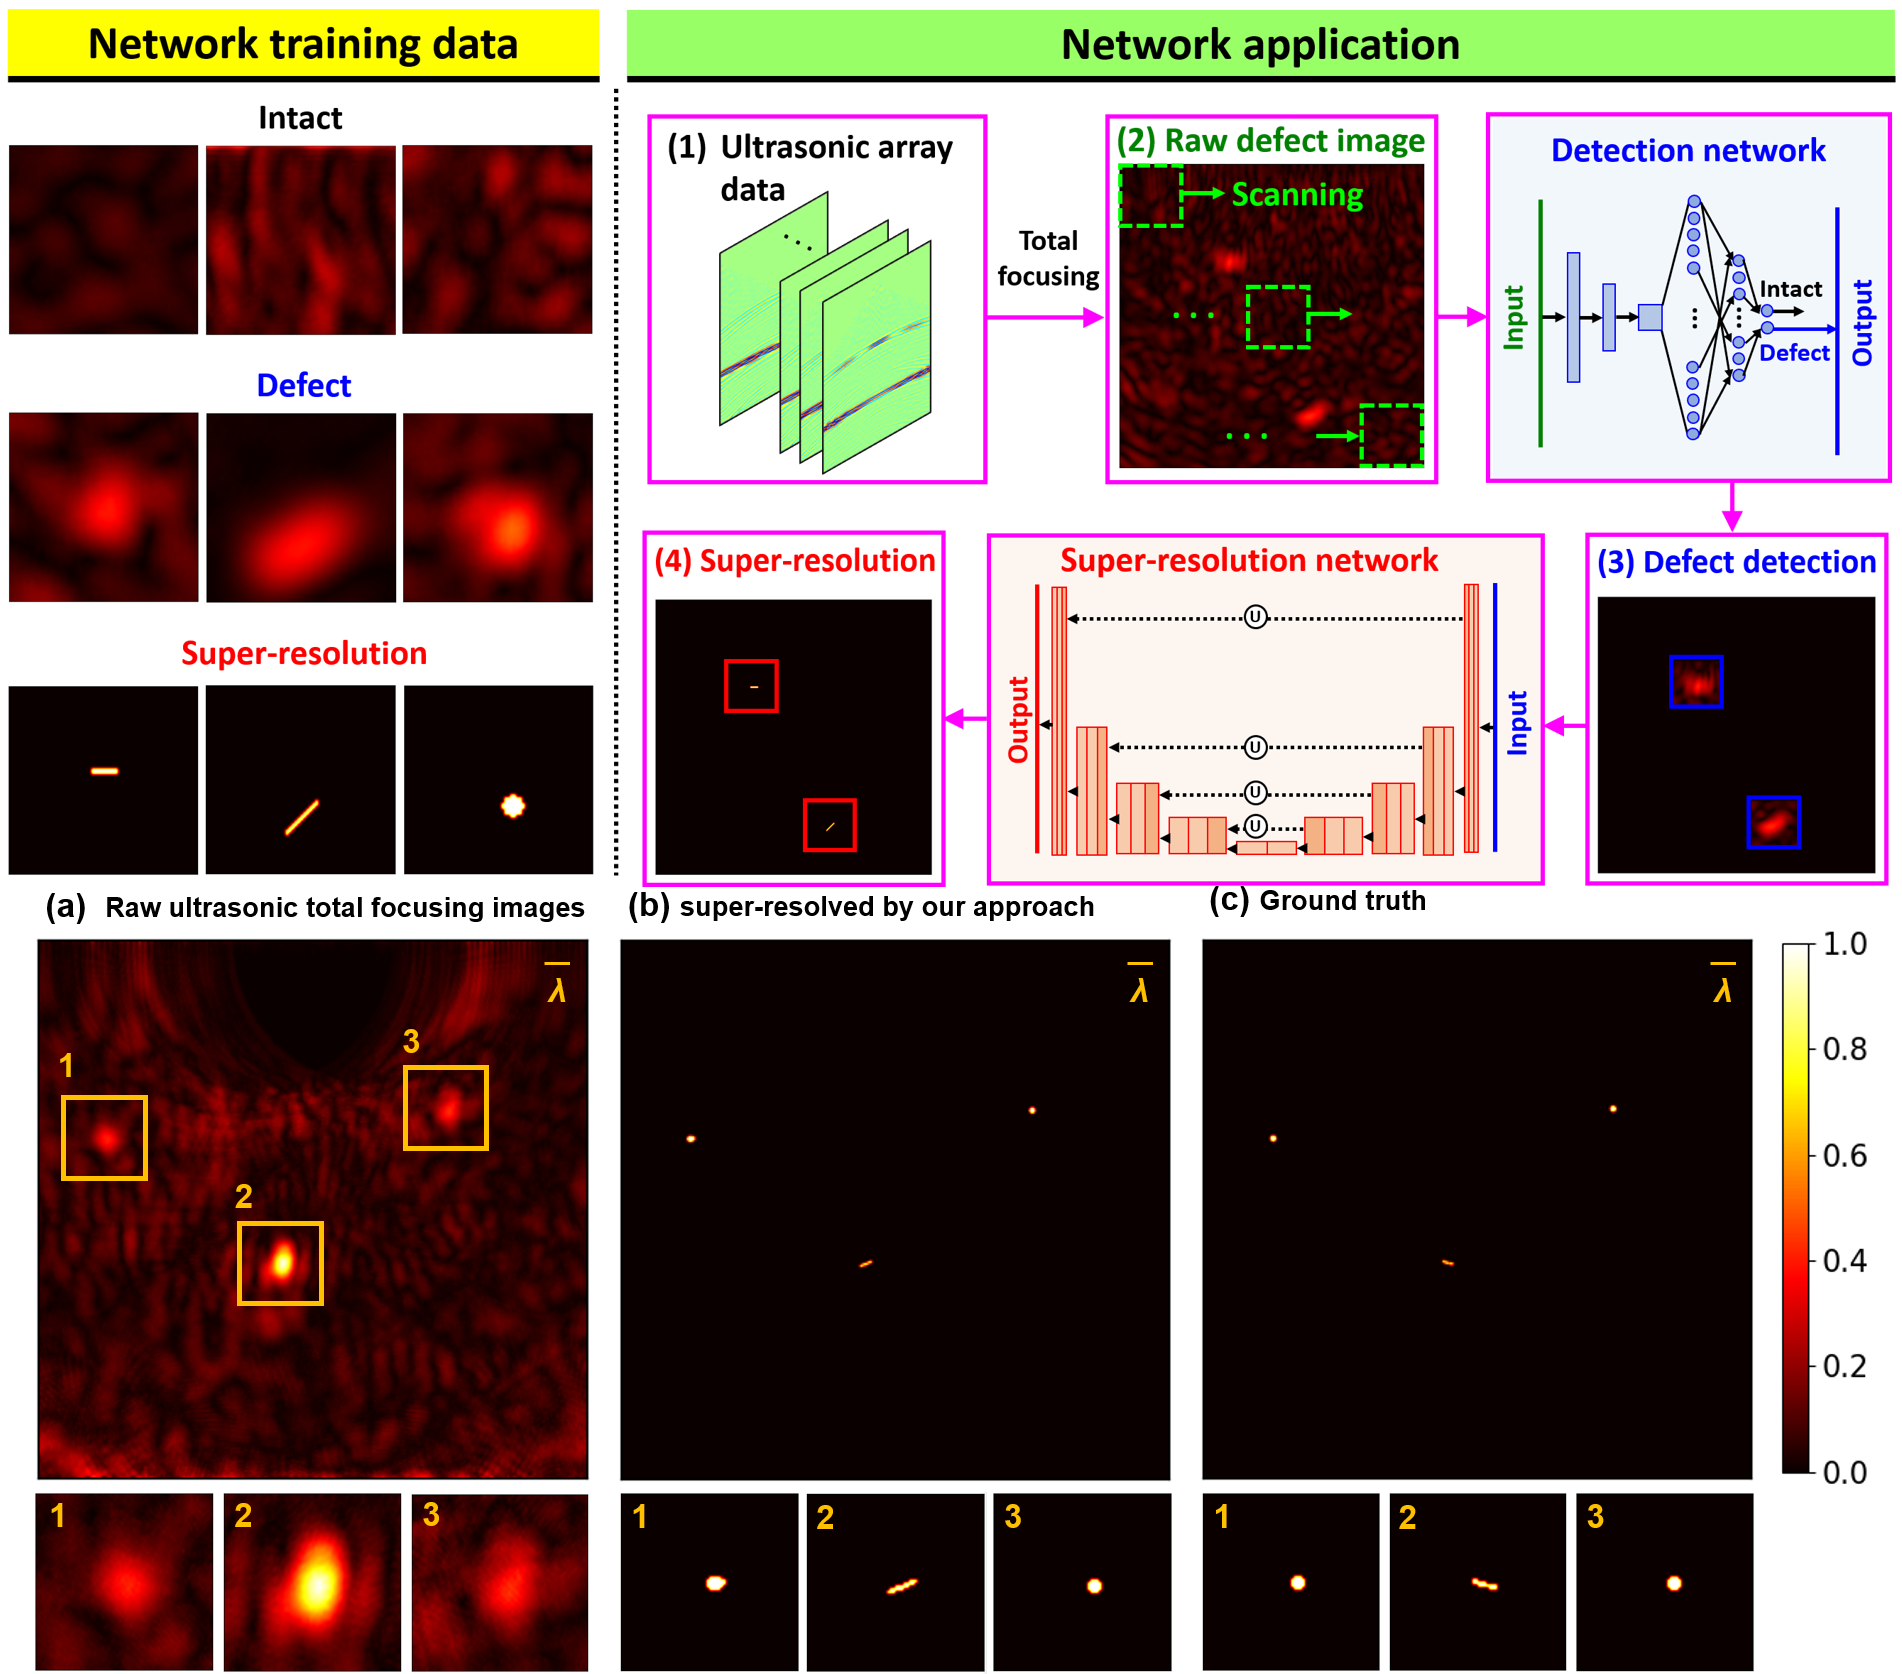 Network training data
Network application
Intact
Defect
Super-resolution
(1) Ultrasonic array
data
Total
focusing
(2) Raw defect image
Scanning
Detection network
Input
Intact
Defect
Output
(3) Defect detection
Super-resolution network
Input
U
U
U
U
Output
(4) Super-resolution
(a) Raw ultrasonic total focusing images
(b) super-resolved by our approach
(c) Ground truth
λ
1
2
3
λ
λ
1.0
0.8
0.6
0.4
0.2
0.0
1
2
3
1
2
3
1
2
3